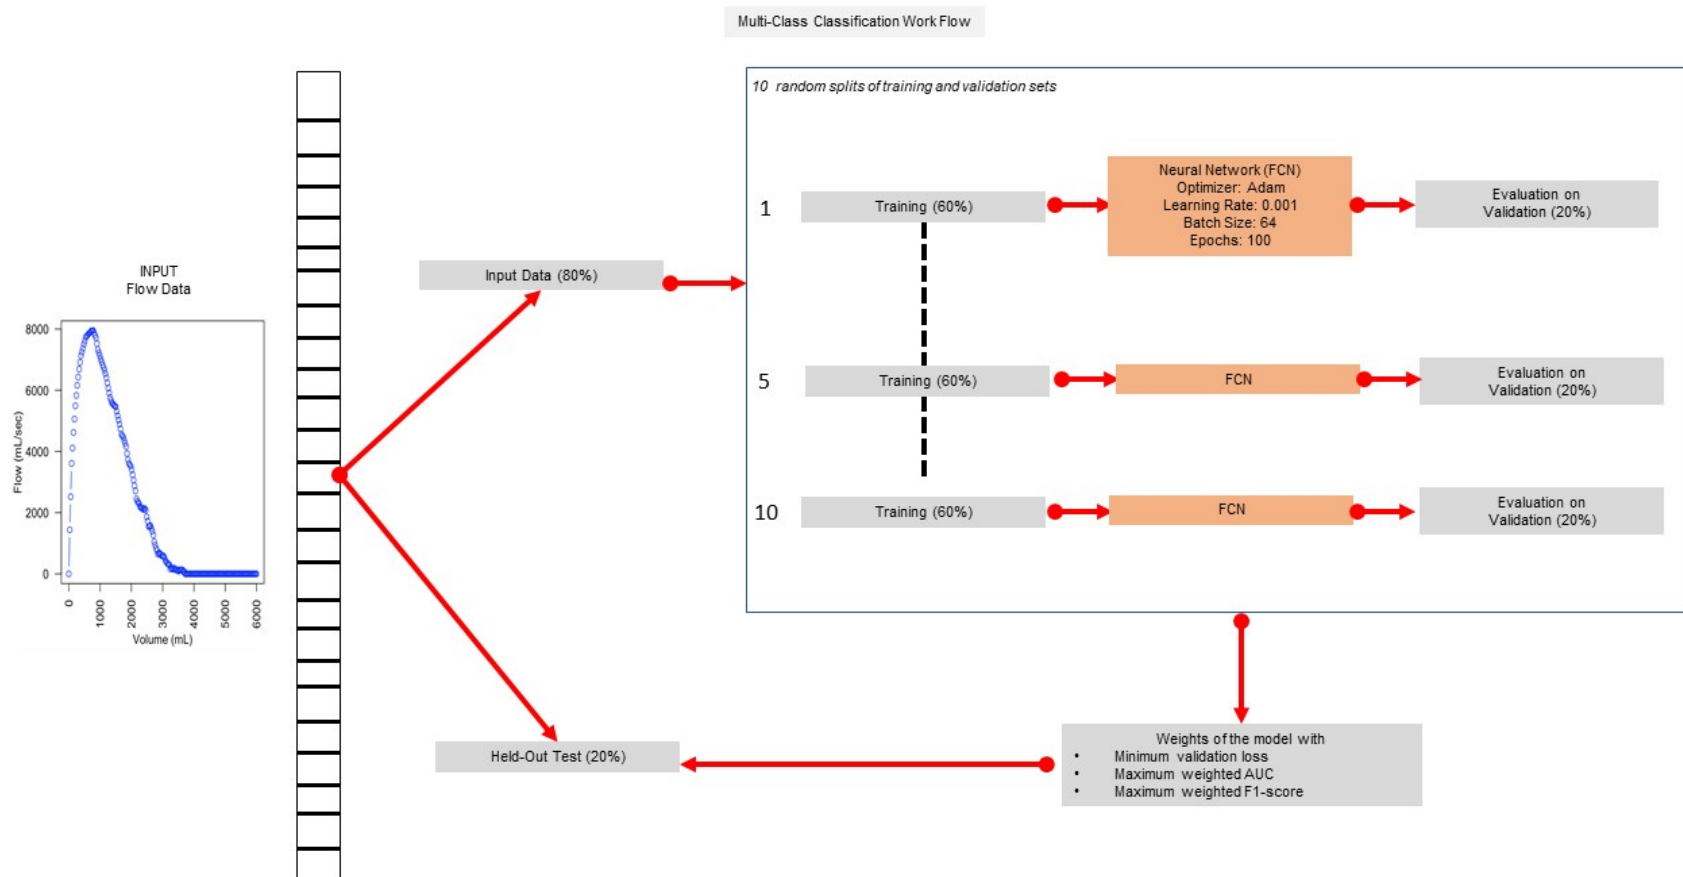 Multi-Class Classification Work Flow
10 random splits of training and validation sets
INPUT
Flow Data
8000
6000
4000
2000
0
Flow (mL/sec)
0
1000
2000
3000
4000
5000
6000
Volume (mL)
Input Data (80%)
Held-Out Test (20%)
1
Training (60%)
Neural Network (FCN)
Optimizer: Adam
Learning Rate: 0.001
Batch Size: 64
Epochs: 100
Evaluation on
Validation (20%)
5
Training (60%)
FCN
Evaluation on
Validation (20%)
10
Training (60%)
FCN
Evaluation on
Validation (20%)
Weights of the model with
• Minimum validation loss
• Maximum weighted AUC
• Maximum weighted F1-score